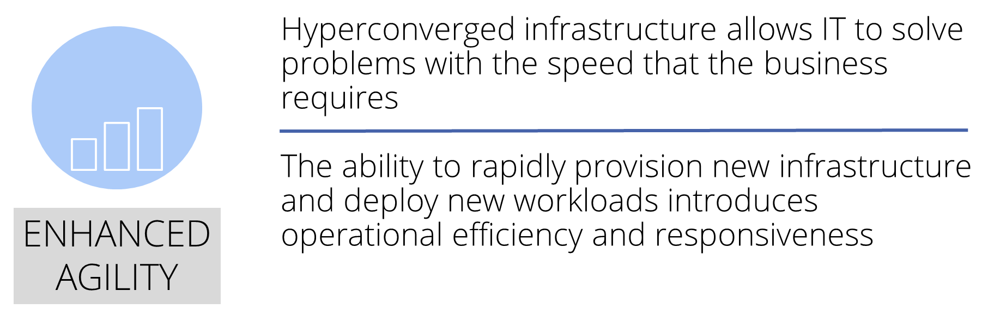 Hyperconverged infrastructure allows IT to solve
problems with the speed that the business
requires
The ability to rapidly provision new infrastructure
and deploy new workloads introduces
operational efficiency and responsiveness
ENHANCED
AGILITY